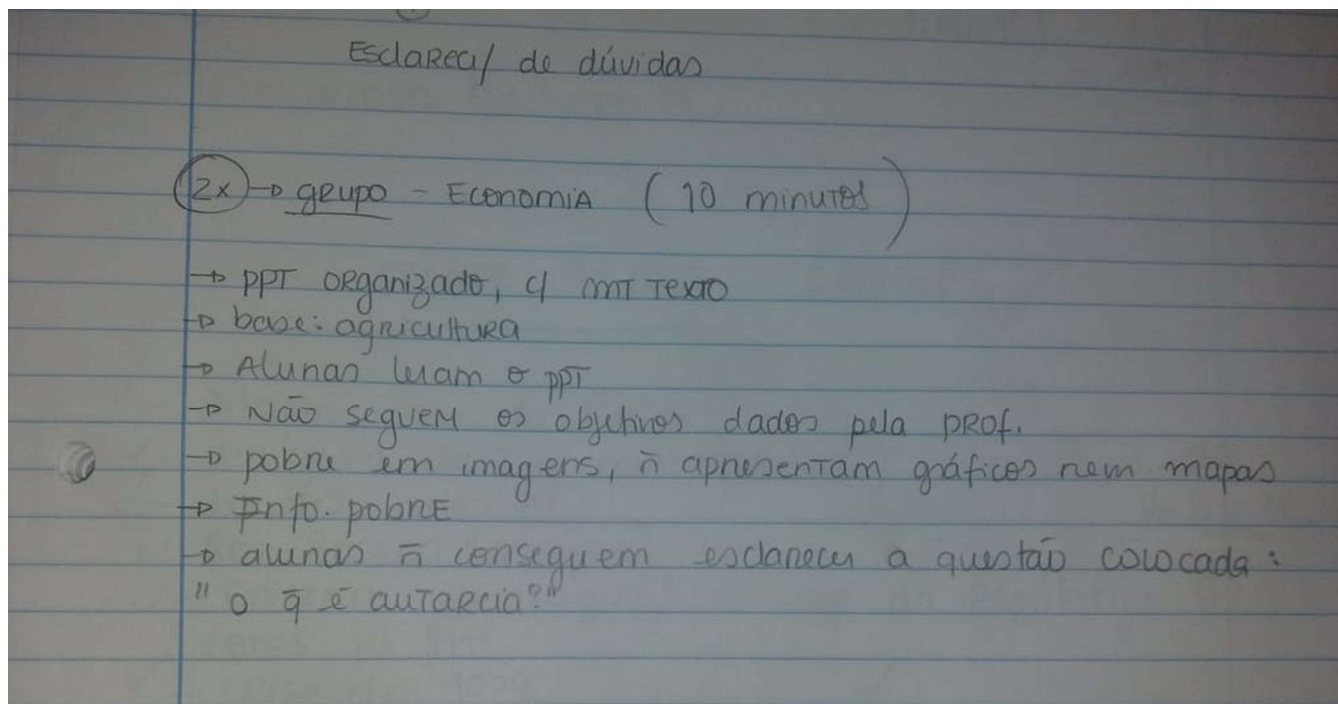 Esclareci/ de dúvidas
2x → grupo - Economia (10 minutos)
→ PPT organizado, c/ mt texto
→ base: agricultura
→ Alunas leiam o ppt
→ Não seguem os objetivos dados pela prof.
→ pobre em imagens, ñ apresentam gráficos nem mapas
→ Info. pobre
→ alunas ñ conseguem esclarecer a questão colocada:
"o q̄ é autarcia?"